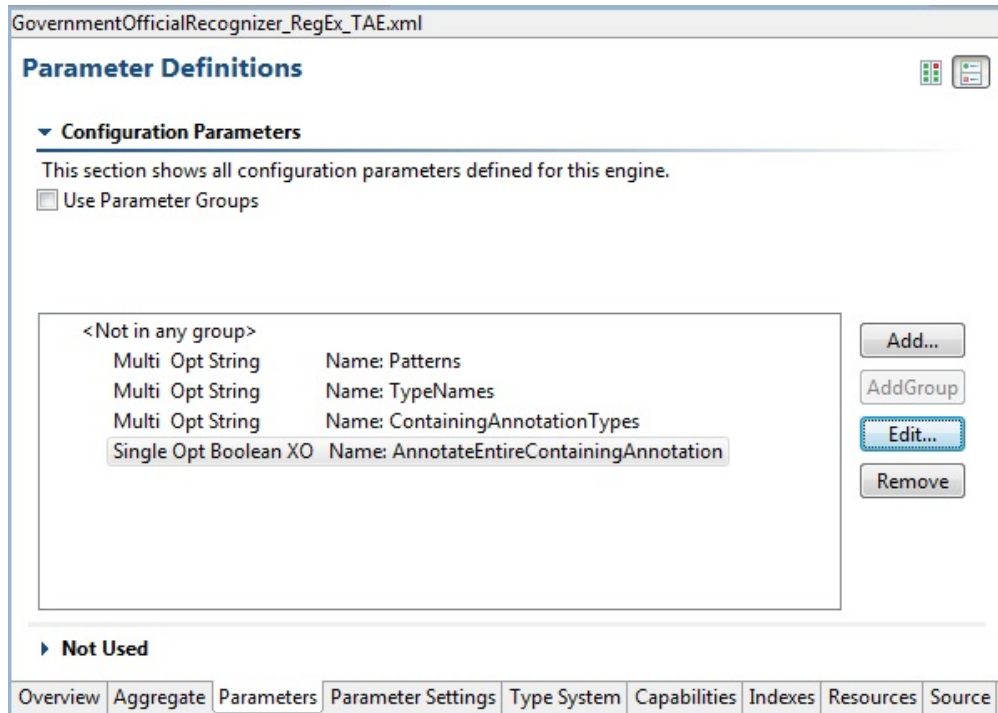 GovernmentOfficialRecognizer_RegEx_TAE.xml
Parameter Definitions
Configuration Parameters
This section shows all configuration parameters defined for this engine.
Use Parameter Groups
<Not in any group>
Multi Opt String Name: Patterns
Multi Opt String Name: TypeNames
Multi Opt String Name: ContainingAnnotationTypes
Single Opt Boolean XO Name: AnnotateEntireContainingAnnotation
Add...
AddGroup
Edit...
Remove
Not Used
Overview Aggregate Parameters Parameter Settings Type System Capabilities Indexes Resources Source